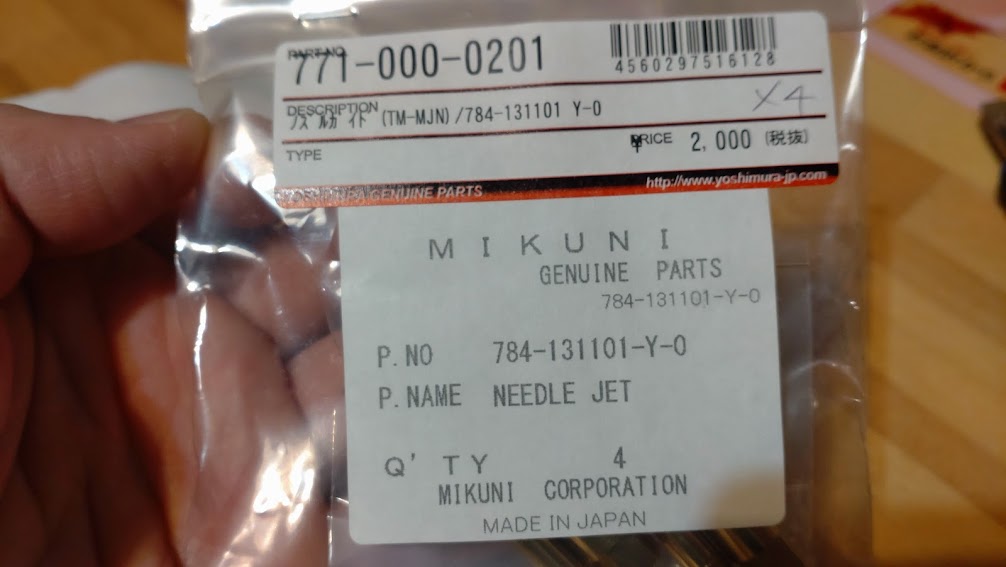 PART NO
771-000-0201
4560297516128
DESCRIPTION
ノズルガイド (TM-MJN)/784-131101 Y-0
X4
TYPE
PRICE ¥ 2,000 (税抜)
YOSHIMURA GENUINE PARTS
http://www.yoshimura-jp.com
MIKUNI
GENUINE PARTS
784-131101-Y-0
P.NO 784-131101-Y-0
P.NAME NEEDLE JET
Q'TY 4
MIKUNI CORPORATION
MADE IN JAPAN